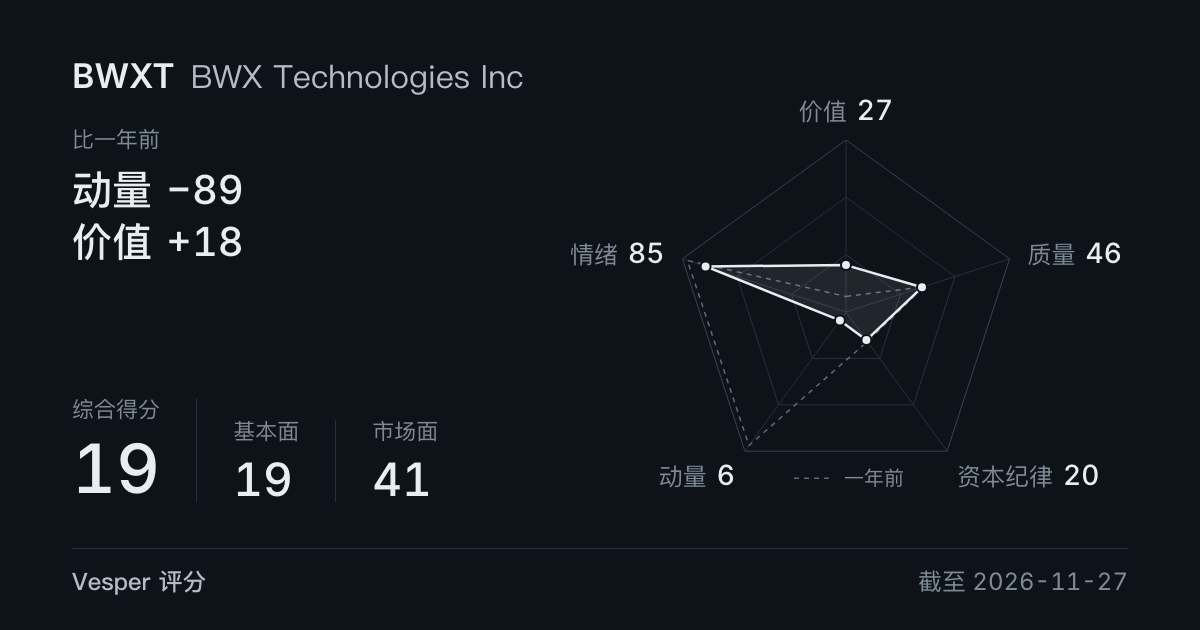 BWXT BWX Technologies Inc
比一年前
动量 −89
价值 +18
价值 27
情绪 85
质量 46
动量 6
一年前
资本纪律 20
综合得分
19
基本面
19
市场面
41
Vesper 评分
截至 2026-11-27